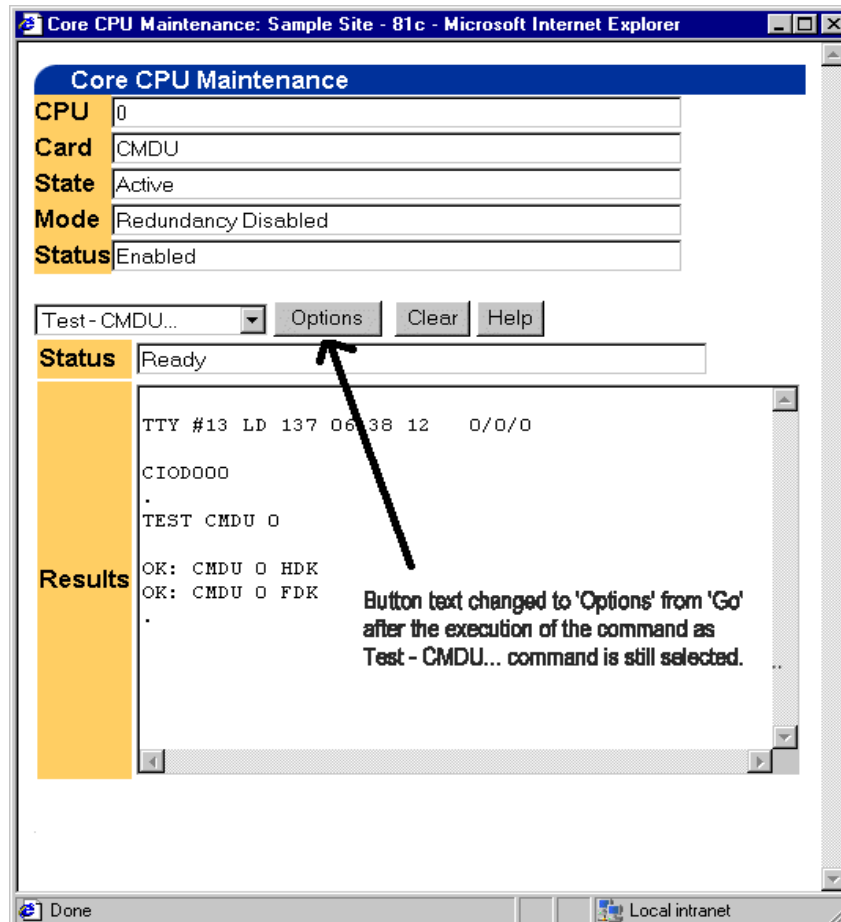 Core CPU Maintenance: Sample Site - 81c - Microsoft Internet Explorer
Core CPU Maintenance
CPU 0
Card CMDU
State Active
Mode Redundancy Disabled
Status Enabled
Test - CMDU... Options Clear Help
Status Ready
Results
TTY #13 LD 137 06:38 12 0/0/0
CIOD000
.
TEST CMDU 0
OK: CMDU 0 HDK
OK: CMDU 0 FDK
.
Button text changed to 'Options' from 'Go'
after the execution of the command as
Test - CMDU... command is still selected.
Done Local intranet